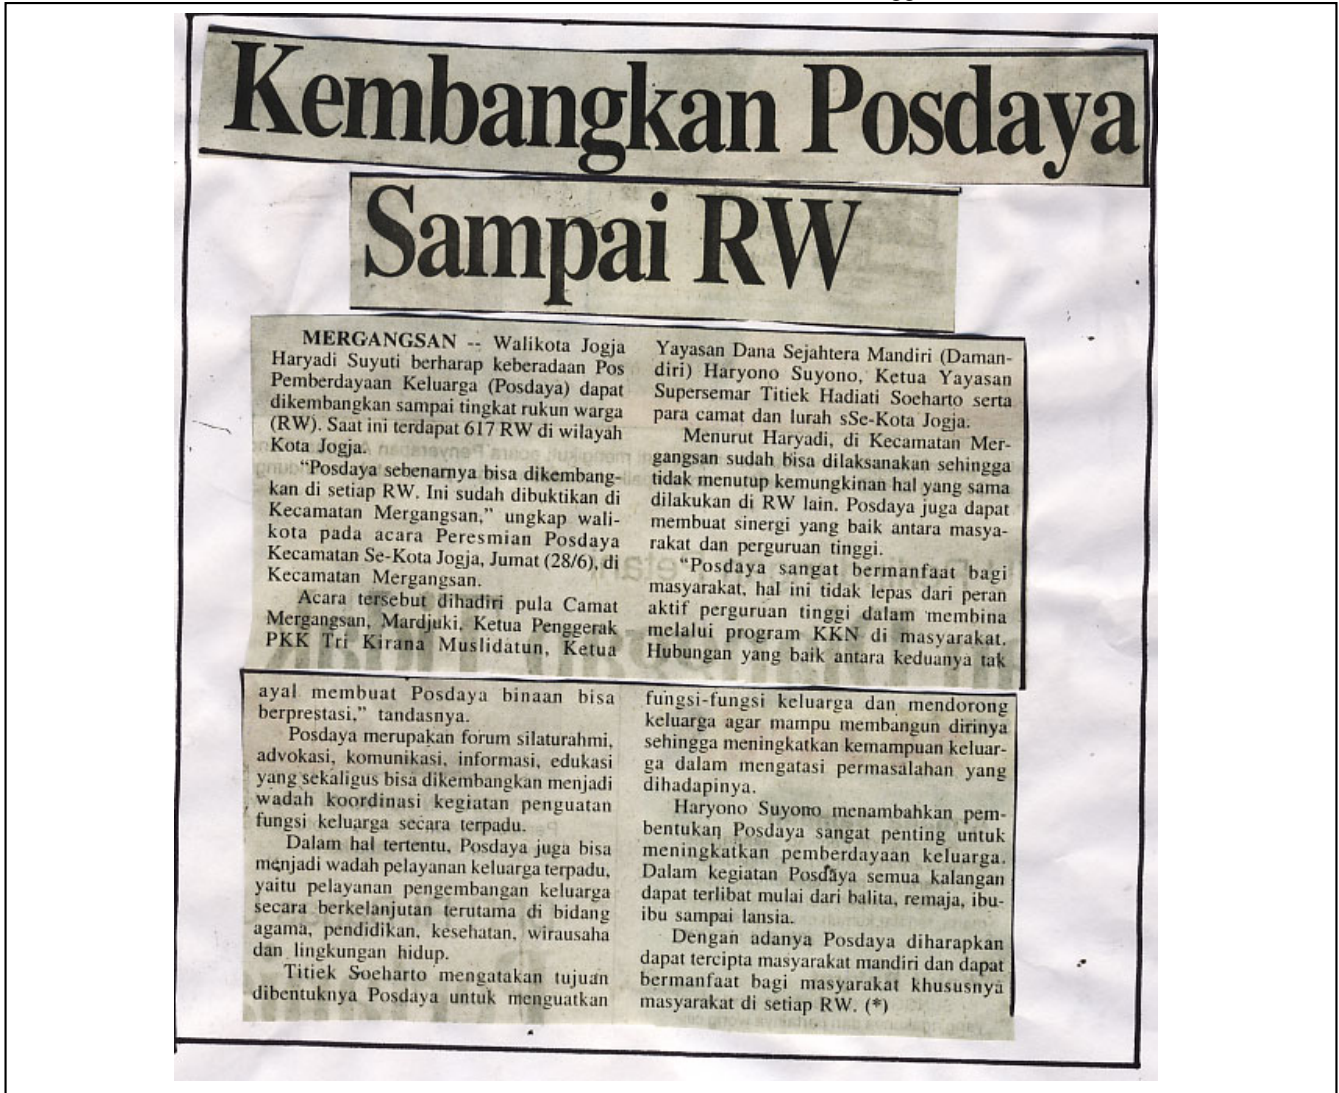 Kembangkan Posdaya
Sampai RW
MERGANGSAN -- Walikota Jogja
Haryadi Suyuti berharap keberadaan Pos
Pemberdayaan Keluarga (Posdaya) dapat
dikembangkan sampai tingkat rukun warga
(RW). Saat ini terdapat 617 RW di wilayah
Kota Jogja.
“Posdaya sebenarnya bisa dikembang-
kan di setiap RW. Ini sudah dibuktikan di
Kecamatan Mergangsan,” ungkap wali-
kota pada acara Peresmian Posdaya
Kecamatan Se-Kota Jogja, Jumat (28/6), di
Kecamatan Mergangsan.
Acara tersebut dihadiri pula Camat
Mergangsan, Mardjuki, Ketua Penggerak
PKK Tri Kirana Muslidatun, Ketua
Yayasan Dana Sejahtera Mandiri (Daman-
diri) Haryono Suyono, Ketua Yayasan
Supersemar Titiek Hadiati Soeharto serta
para camat dan lurah sSe-Kota Jogja.
Menurut Haryadi, di Kecamatan Mer-
gangsan sudah bisa dilaksanakan sehingga
tidak menutup kemungkinan hal yang sama
dilakukan di RW lain. Posdaya juga dapat
membuat sinergi yang baik antara masya-
rakat dan perguruan tinggi.
“Posdaya sangat bermanfaat bagi
masyarakat, hal ini tidak lepas dari peran
aktif perguruan tinggi dalam membina
melalui program KKN di masyarakat.
Hubungan yang baik antara keduanya tak
ayal membuat Posdaya binaan bisa
berprestasi,” tandasnya.
Posdaya merupakan forum silaturahmi,
advokasi, komunikasi, informasi, edukasi
yang sekaligus bisa dikembangkan menjadi
wadah koordinasi kegiatan penguatan
fungsi keluarga secara terpadu.
Dalam hal tertentu, Posdaya juga bisa
menjadi wadah pelayanan keluarga terpadu,
yaitu pelayanan pengembangan keluarga
secara berkelanjutan terutama di bidang
agama, pendidikan, kesehatan, wirausaha
dan lingkungan hidup.
Titiek Soeharto mengatakan tujuan
dibentuknya Posdaya untuk menguatkan
fungsi-fungsi keluarga dan mendorong
keluarga agar mampu membangun dirinya
sehingga meningkatkan kemampuan keluar-
ga dalam mengatasi permasalahan yang
dihadapinya.
Haryono Suyono menambahkan pem-
bentukan Posdaya sangat penting untuk
meningkatkan pemberdayaan keluarga.
Dalam kegiatan Posdaya semua kalangan
dapat terlibat mulai dari balita, remaja, ibu-
ibu sampai lansia.
Dengan adanya Posdaya diharapkan
dapat tercipta masyarakat mandiri dan dapat
bermanfaat bagi masyarakat khususnya
masyarakat di setiap RW. (*)